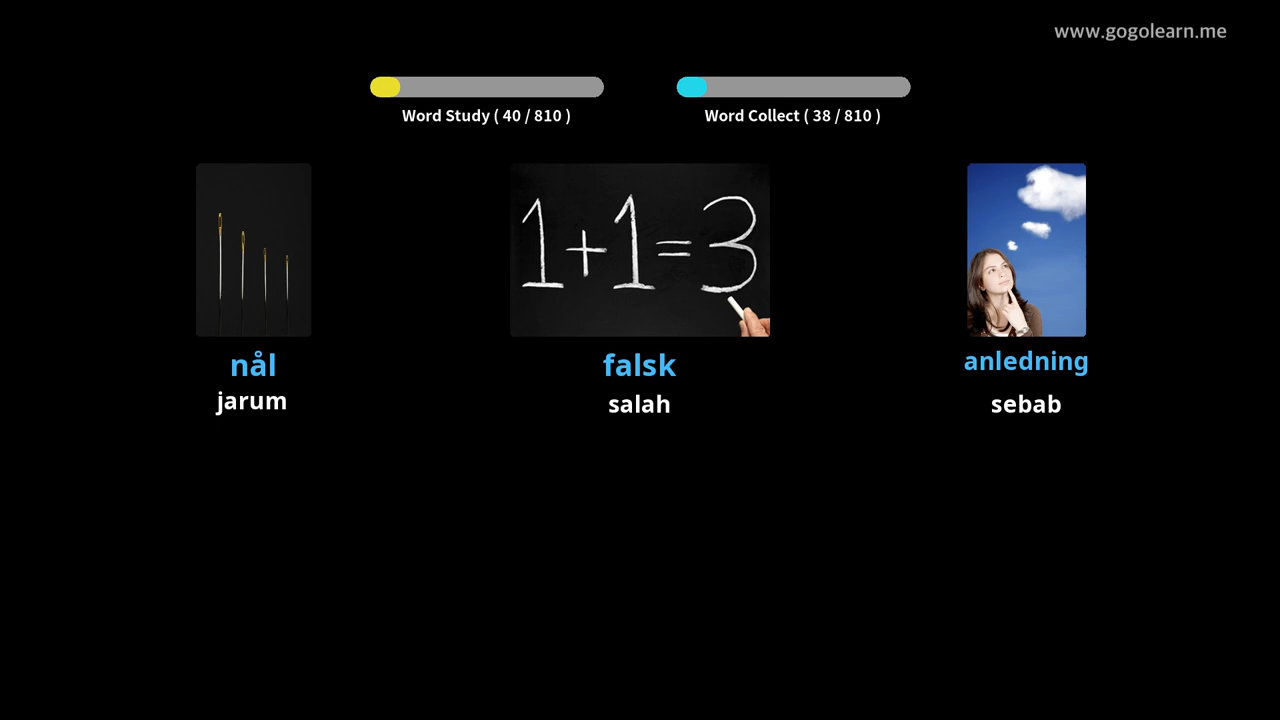 www.gogolearn.me
Word Study ( 40 / 810 )
Word Collect ( 38 / 810 )
1+1=3
nål
falsk
anledning
jarum
salah
sebab